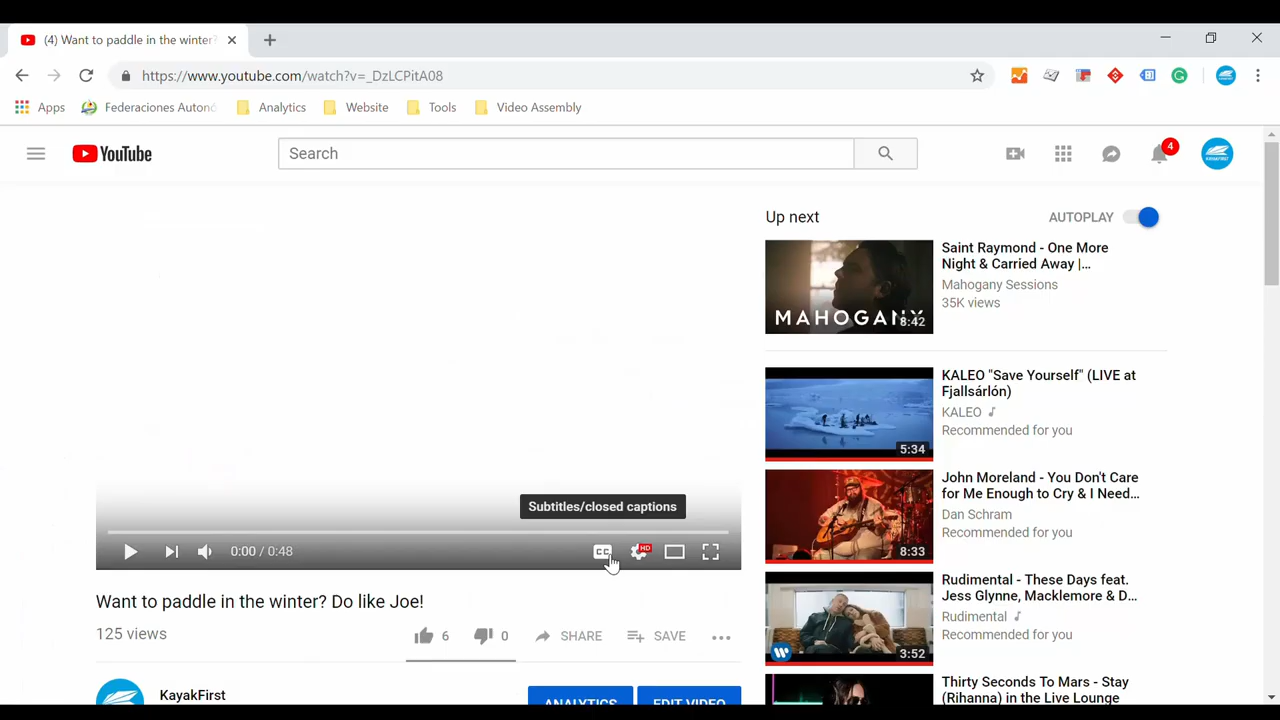 (4) Want to paddle in the winter?
https://www.youtube.com/watch?v=_DzLCPitA08
Apps
Federaciones Autonó
Analytics
Website
Tools
Video Assembly
YouTube
Search
4
KAYAKFIRST
Up next
AUTOPLAY
MAHOGANY
8:42
Saint Raymond - One More
Night & Carried Away |...
Mahogany Sessions
35K views
5:34
KALEO "Save Yourself" (LIVE at
Fjallsárlón)
KALEO
Recommended for you
8:33
John Moreland - You Don't Care
for Me Enough to Cry & I Need...
Dan Schram
Recommended for you
3:52
Rudimental - These Days feat.
Jess Glynne, Macklemore & D...
Rudimental
Recommended for you
Thirty Seconds To Mars - Stay
(Rihanna) in the Live Lounge
Subtitles/closed captions
0:00 / 0:48
CC
HD
Want to paddle in the winter? Do like Joe!
125 views
6
0
SHARE
SAVE
KayakFirst
ANALYTICS
EDIT VIDEO